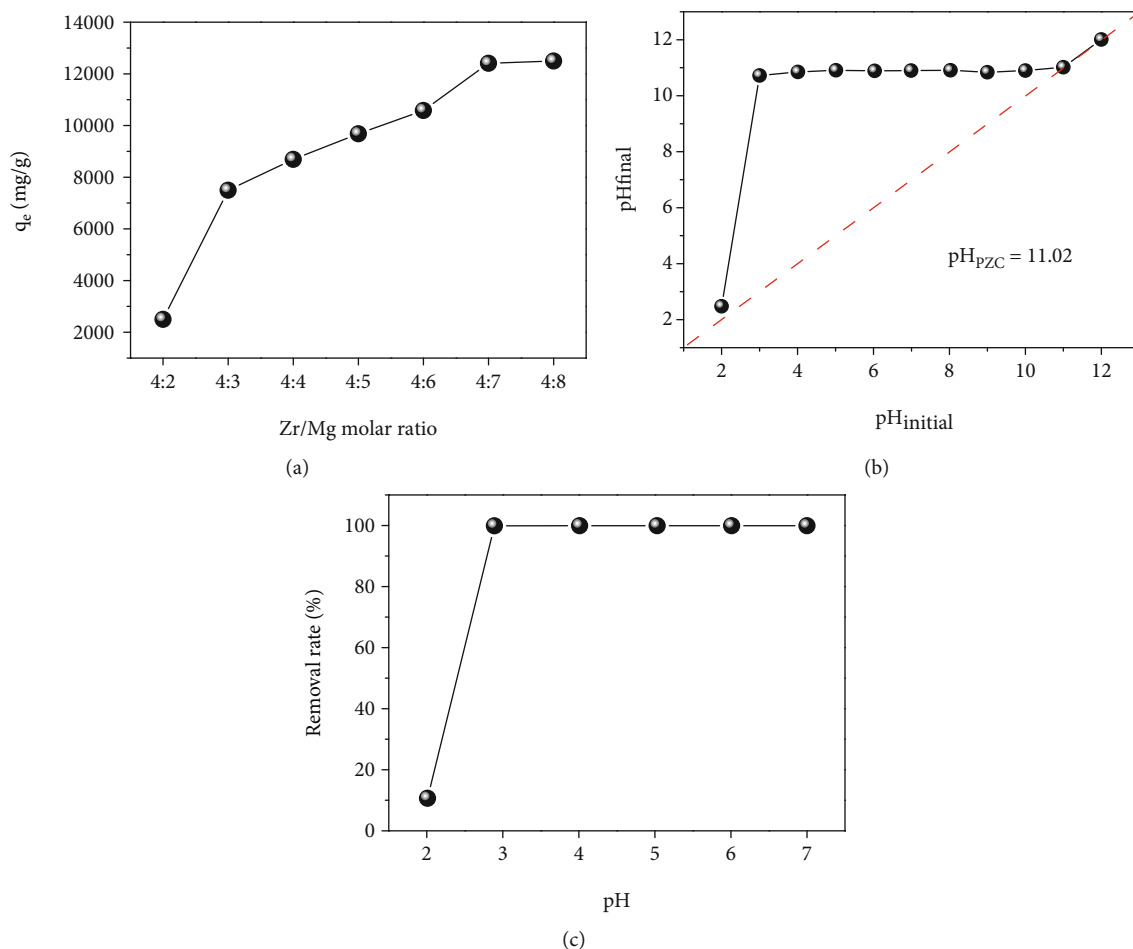 14000
12000
10000
8000
6000
4000
2000
qe (mg/g)
4:2 4:3 4:4 4:5 4:6 4:7 4:8
Zr/Mg molar ratio
(a)
12
10
8
6
4
2
pHfinal
pHPZC = 11.02
2 4 6 8 10 12
pHinitial
(b)
100
80
60
40
20
0
Removal rate (%)
2 3 4 5 6 7
pH
(c)